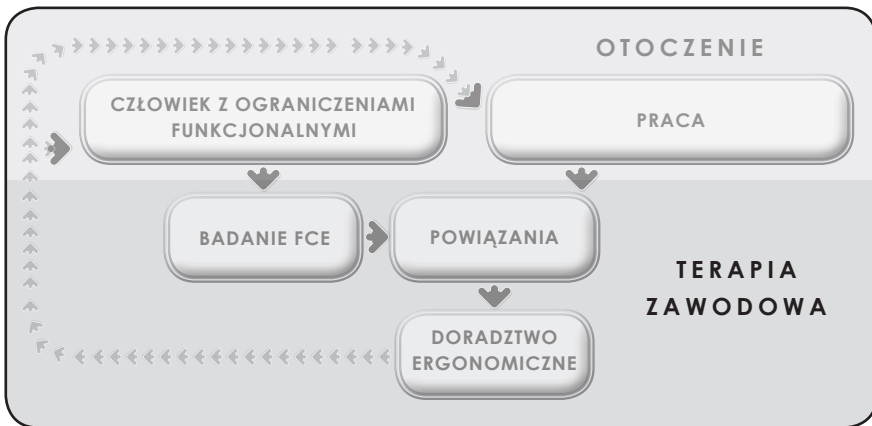 OTOCZENIE
CZŁOWIEK Z OGRANICZENIAMI
FUNKCJONALNYMI
PRACA
BADANIE FCE
POWIĄZANIA
TERAPIA
ZAWODOWA
DORADZTWO
ERGONOMICZNE